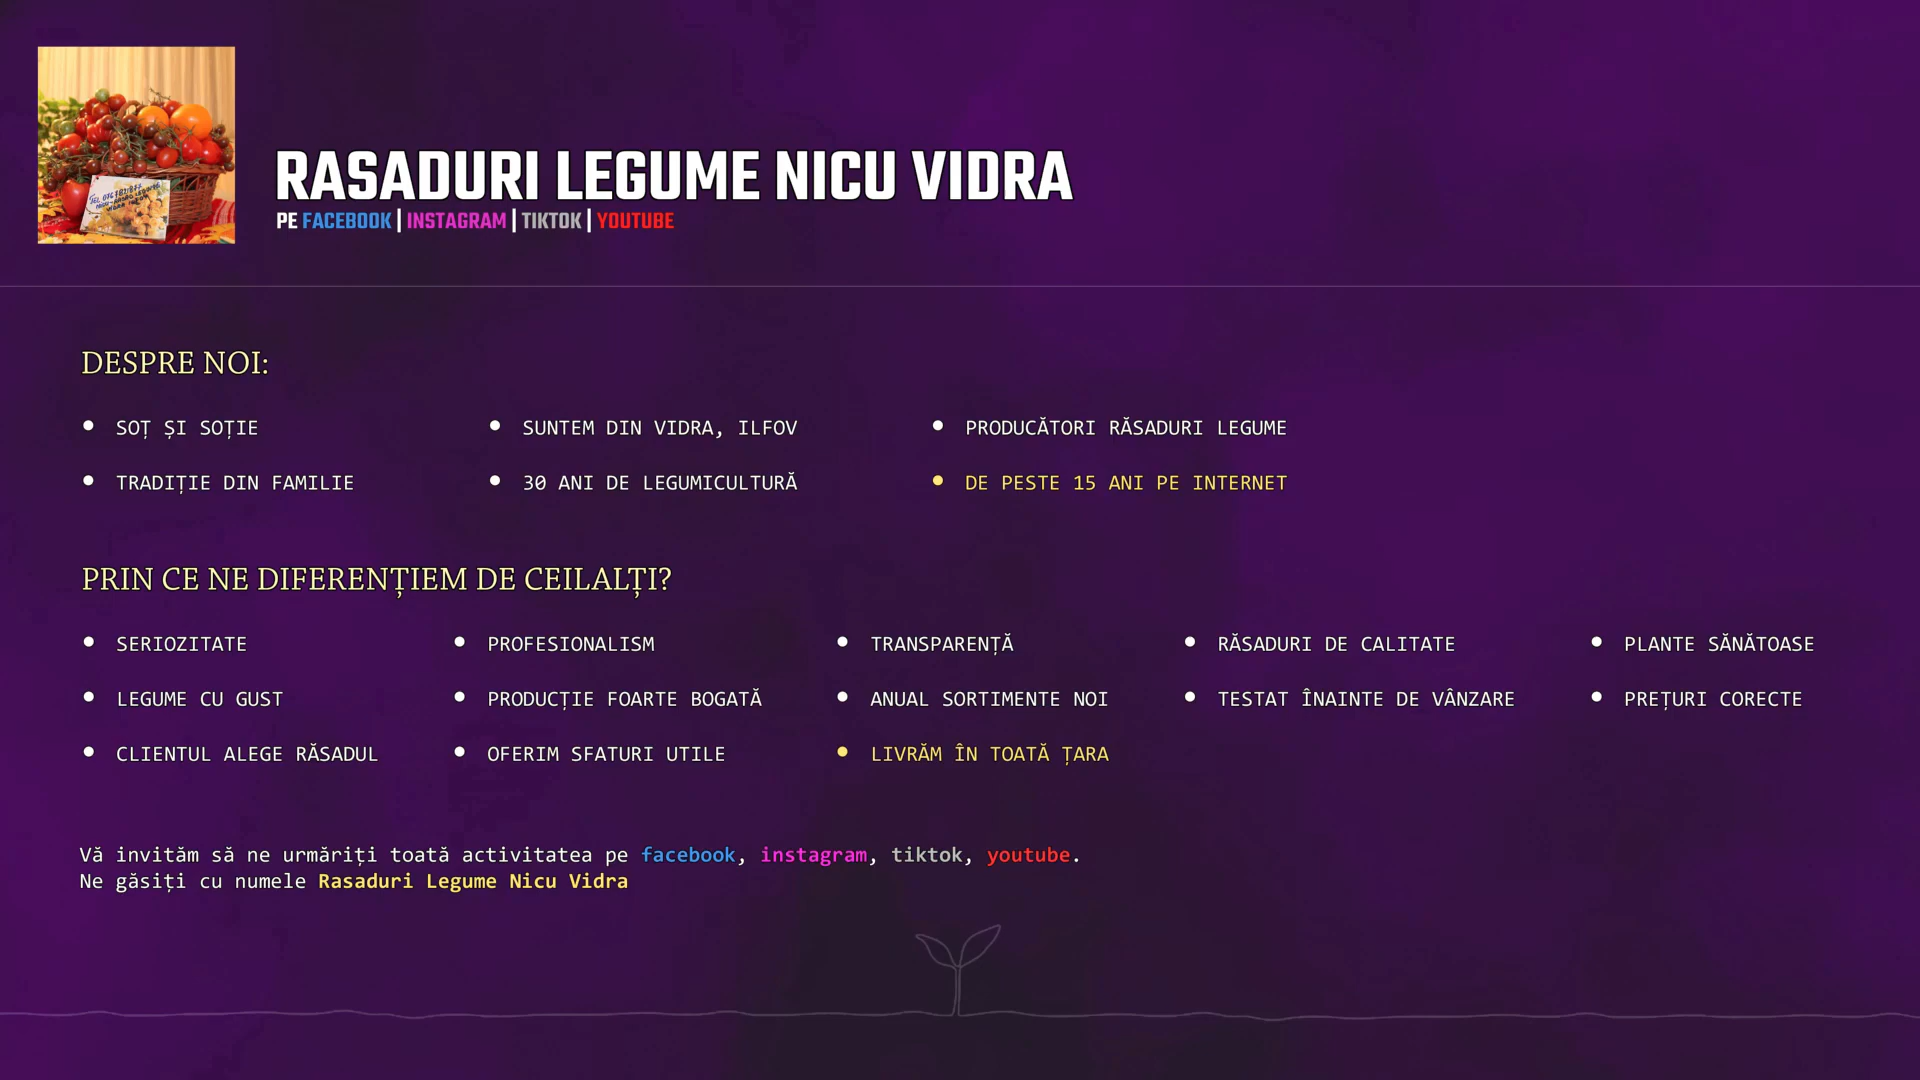 RASADURI LEGUME NICU VIDRA
PE FACEBOOK | INSTAGRAM | TIKTOK | YOUTUBE
DESPRE NOI:
• SOȚ ȘI SOȚIE • SUNTEM DIN VIDRA, ILFOV • PRODUCĂTORI RĂSADURI LEGUME
• TRADIȚIE DIN FAMILIE • 30 ANI DE LEGUMICULTURĂ • DE PESTE 15 ANI PE INTERNET
PRIN CE NE DIFERENȚIEM DE CEILALȚI?
• SERIOZITATE • PROFESIONALISM • TRANSPARENȚĂ • RĂSADURI DE CALITATE • PLANTE SĂNĂTOASE
• LEGUME CU GUST • PRODUCȚIE FOARTE BOGATĂ • ANUAL SORTIMENTE NOI • TESTAT ÎNAINTE DE VÂNZARE • PREȚURI CORECTE
• CLIENTUL ALEGE RĂSADUL • OFERIM SFATURI UTILE • LIVRĂM ÎN TOATĂ ȚARA
Vă invităm să ne urmăriți toată activitatea pe facebook, instagram, tiktok, youtube.
Ne găsiți cu numele Rasaduri Legume Nicu Vidra